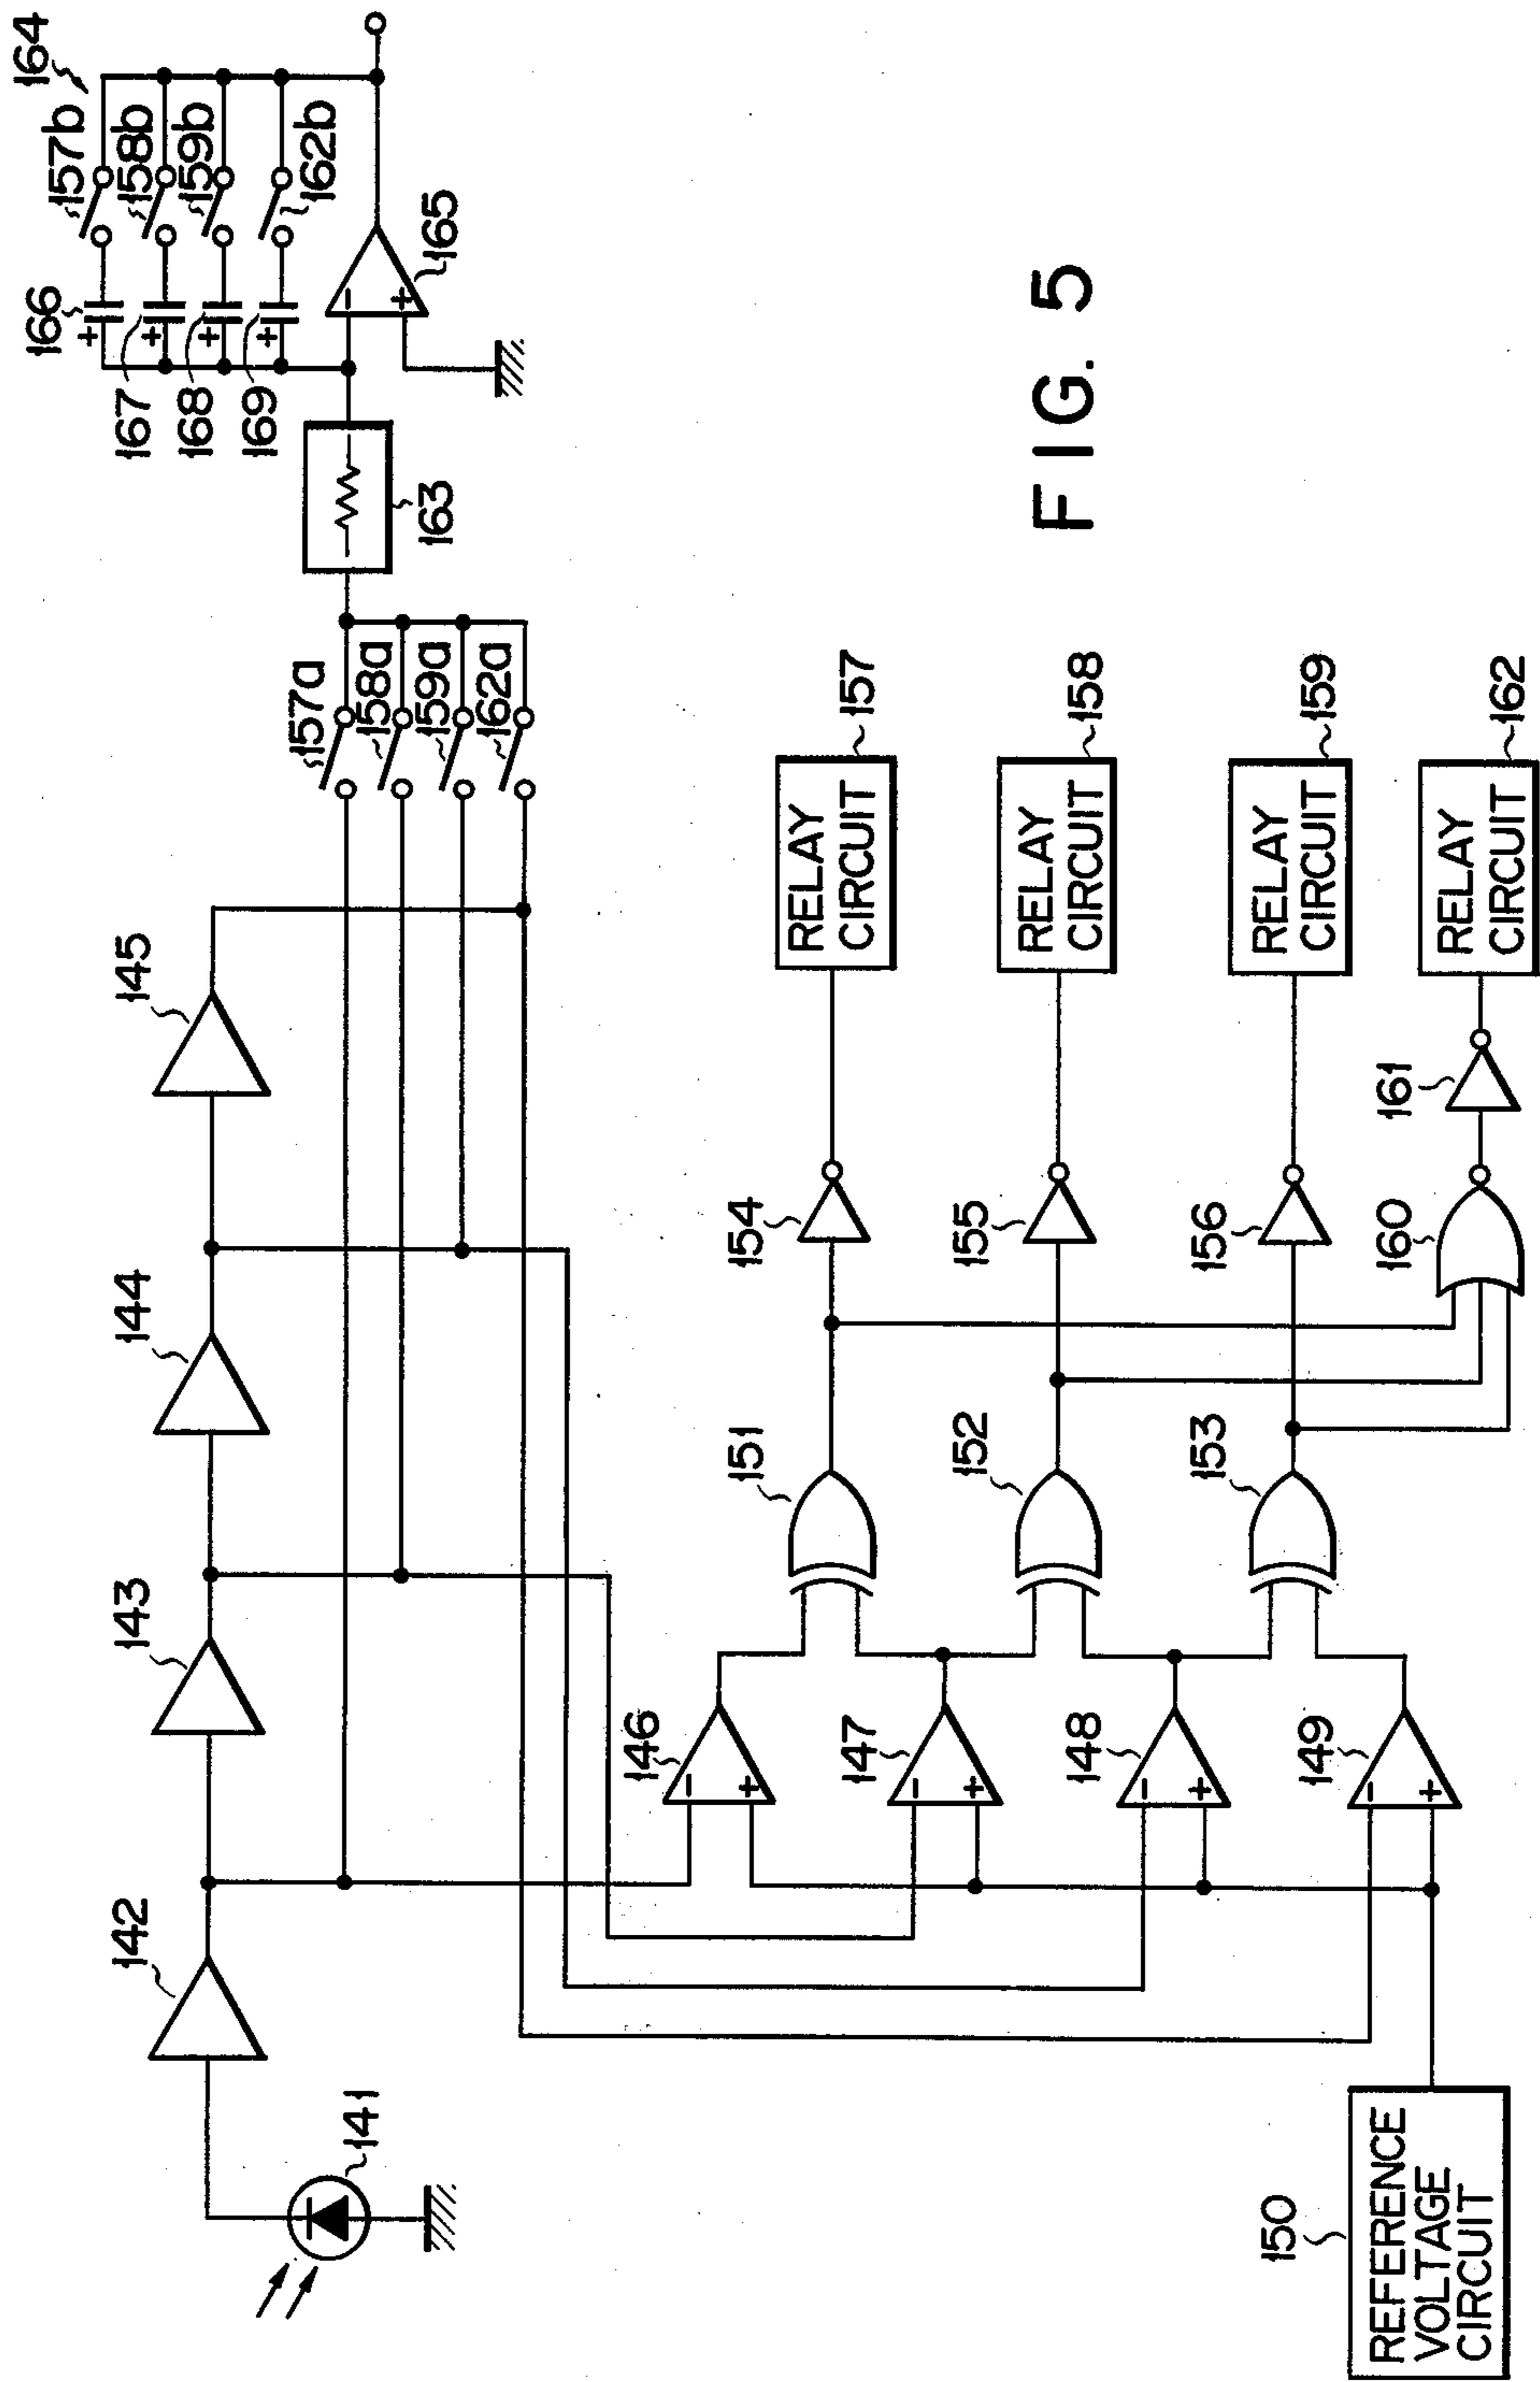 164
157b
158b
159b
162b
166
167
168
169
+
+
+
+
−
+
165
163
157a
158a
159a
162a
145
144
143
142
141
146
−
+
147
−
+
148
−
+
149
−
+
150
REFERENCE
VOLTAGE
CIRCUIT
151
152
153
154
155
156
160
161
RELAY
CIRCUIT
157
RELAY
CIRCUIT
158
RELAY
CIRCUIT
159
RELAY
CIRCUIT
162
FIG. 5